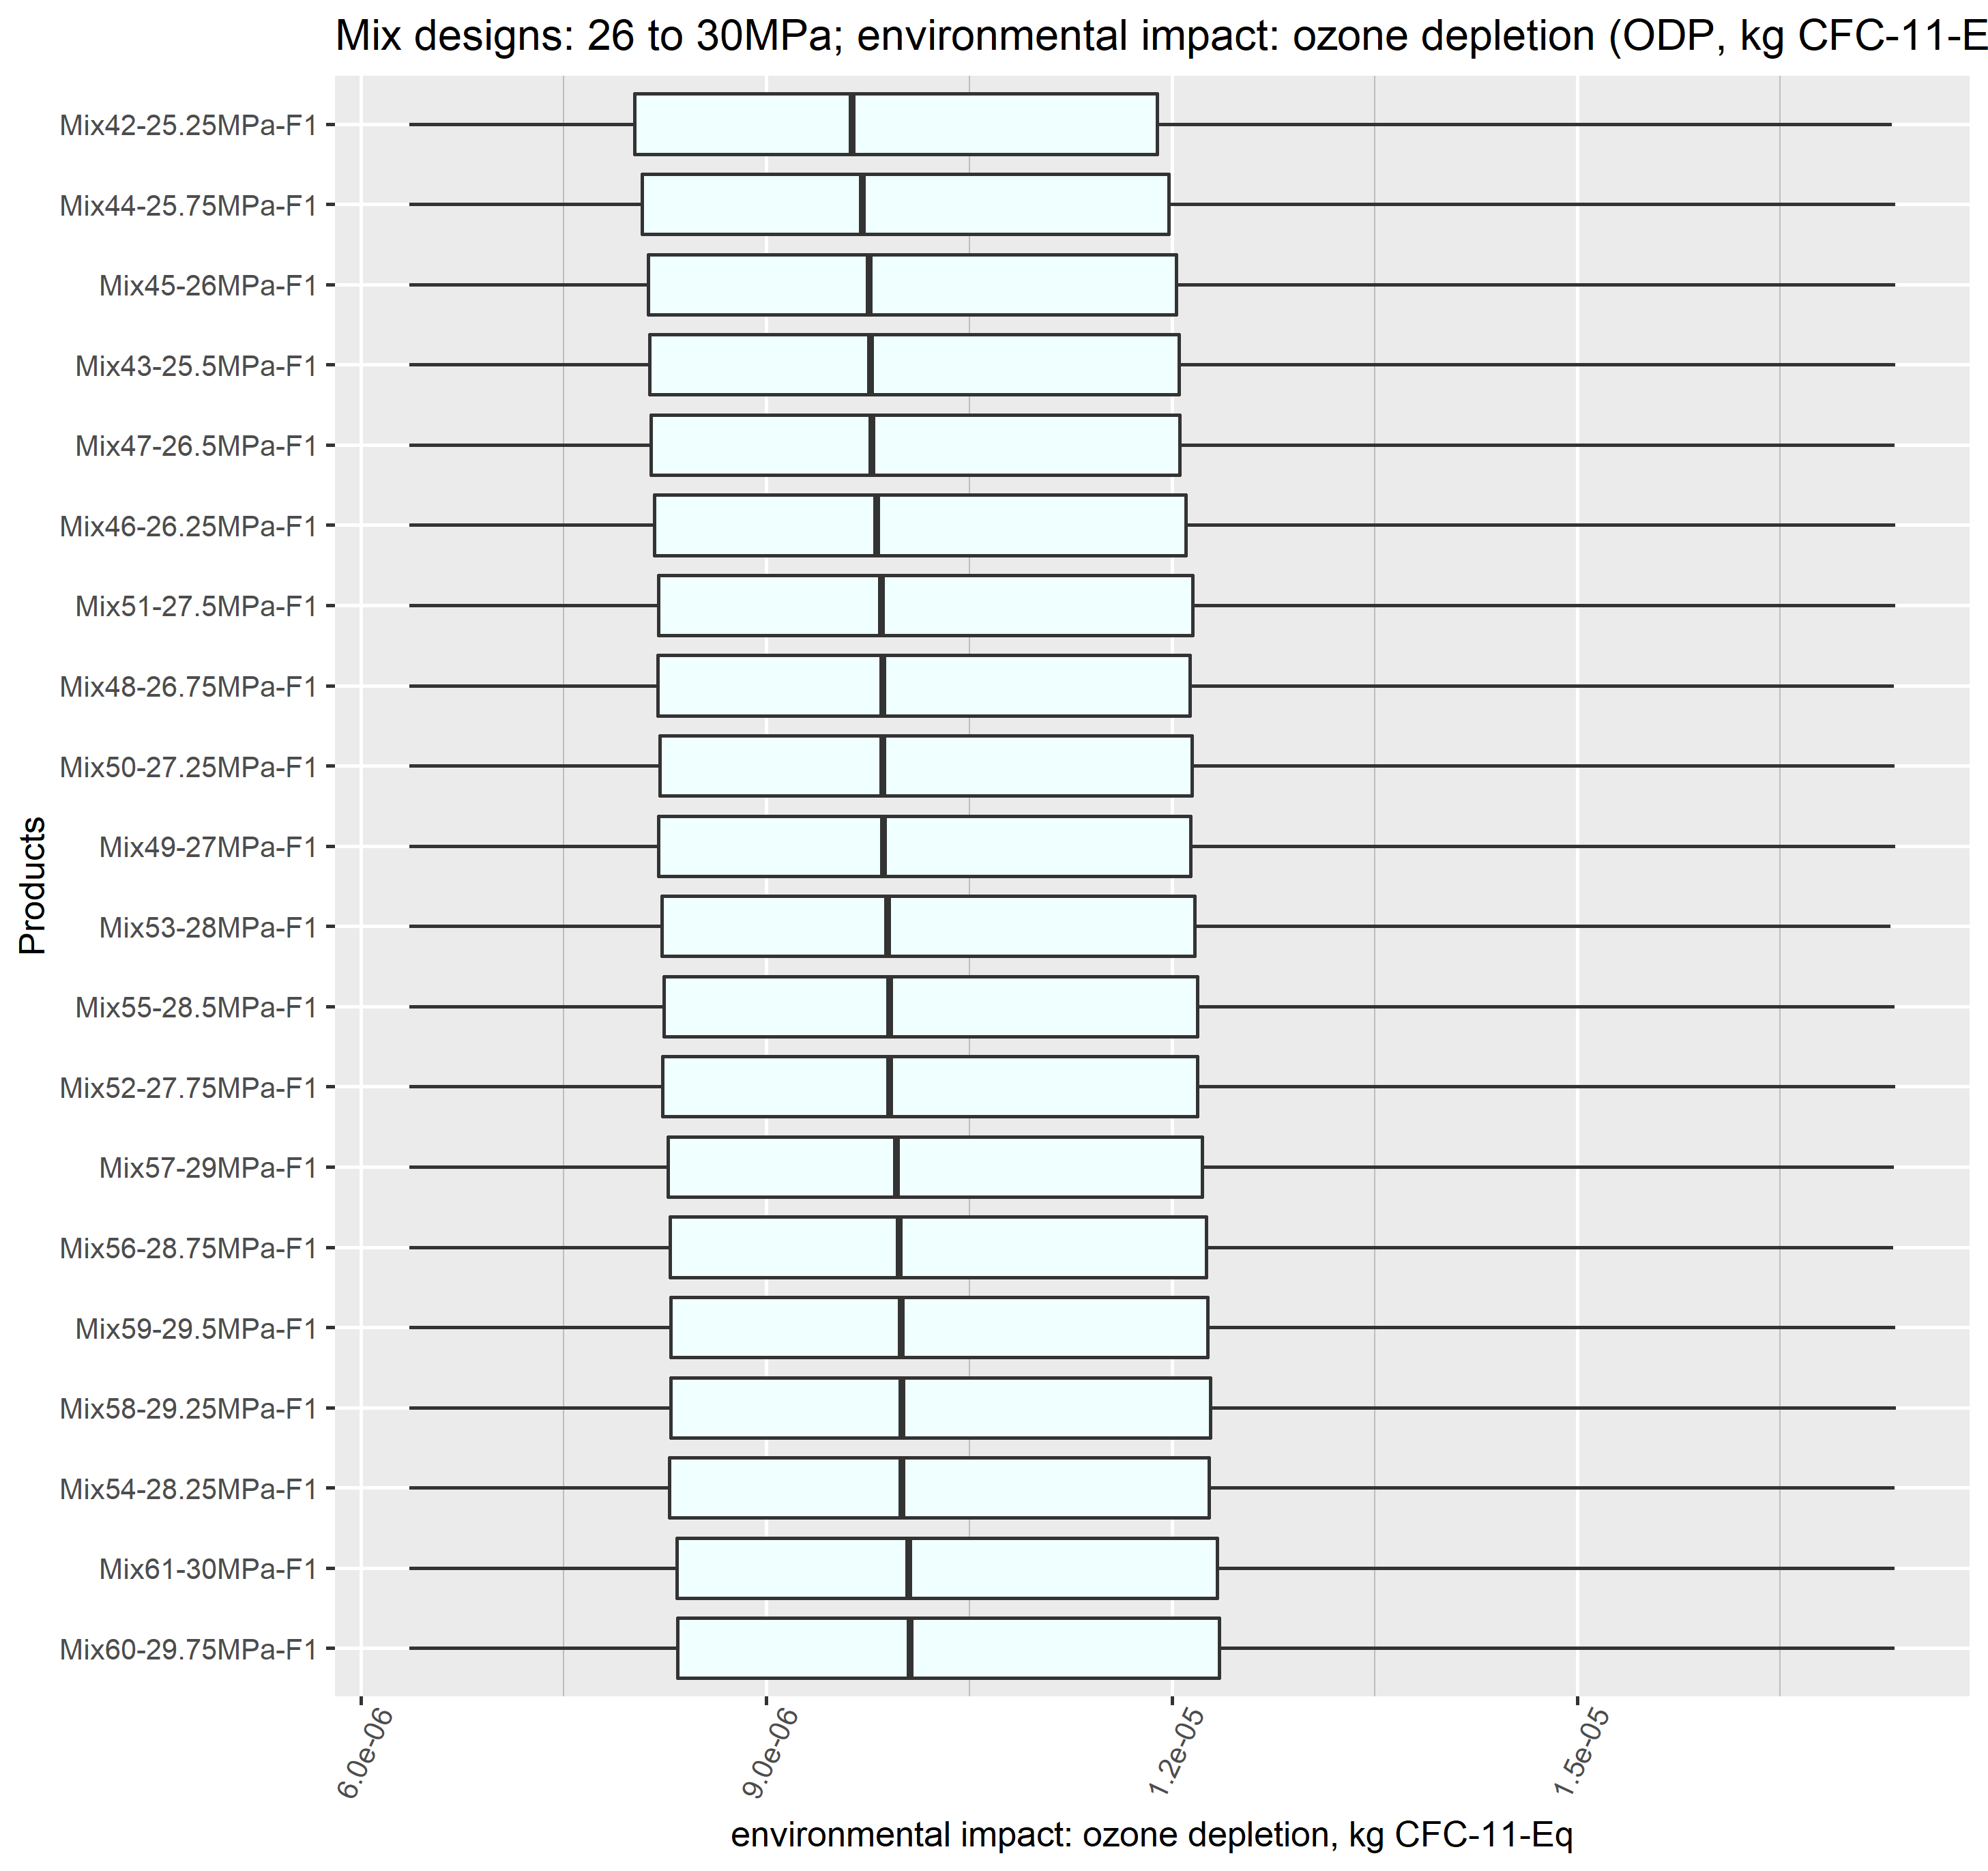 Mix designs: 26 to 30MPa; environmental impact: ozone depletion (ODP, kg CFC-11-E
Mix42-25.25MPa-F1
Mix44-25.75MPa-F1
Mix45-26MPa-F1
Mix43-25.5MPa-F1
Mix47-26.5MPa-F1
Mix46-26.25MPa-F1
Mix51-27.5MPa-F1
Mix48-26.75MPa-F1
Mix50-27.25MPa-F1
Mix49-27MPa-F1
Mix53-28MPa-F1
Mix55-28.5MPa-F1
Mix52-27.75MPa-F1
Mix57-29MPa-F1
Mix56-28.75MPa-F1
Mix59-29.5MPa-F1
Mix58-29.25MPa-F1
Mix54-28.25MPa-F1
Mix61-30MPa-F1
Mix60-29.75MPa-F1
Products
6.0e-06
9.0e-06
1.2e-05
1.5e-05
environmental impact: ozone depletion, kg CFC-11-Eq